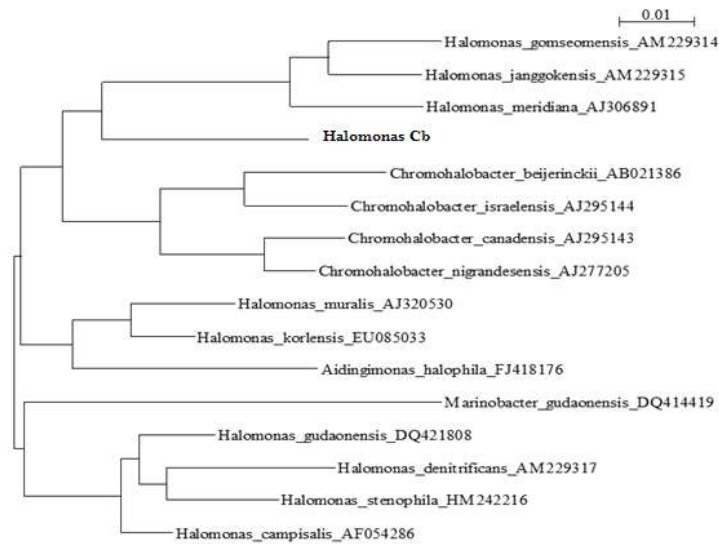 0.01
Halomonas_gomseomensis_AM229314
Halomonas_janggokensis_AM229315
Halomonas_meridiana_AJ306891
Halomonas Cb
Chromohalobacter_beijerinckii_AB021386
Chromohalobacter_israelensis_AJ295144
Chromohalobacter_canadensis_AJ295143
Chromohalobacter_nigrandesensis_AJ277205
Halomonas_muralis_AJ320530
Halomonas_korlensis_EU085033
Aidingimonas_halophila_FJ418176
Marinobacter_gudaonensis_DQ414419
Halomonas_gudaonensis_DQ421808
Halomonas_denitrificans_AM229317
Halomonas_stenophila_HM242216
Halomonas_campisalis_AF054286